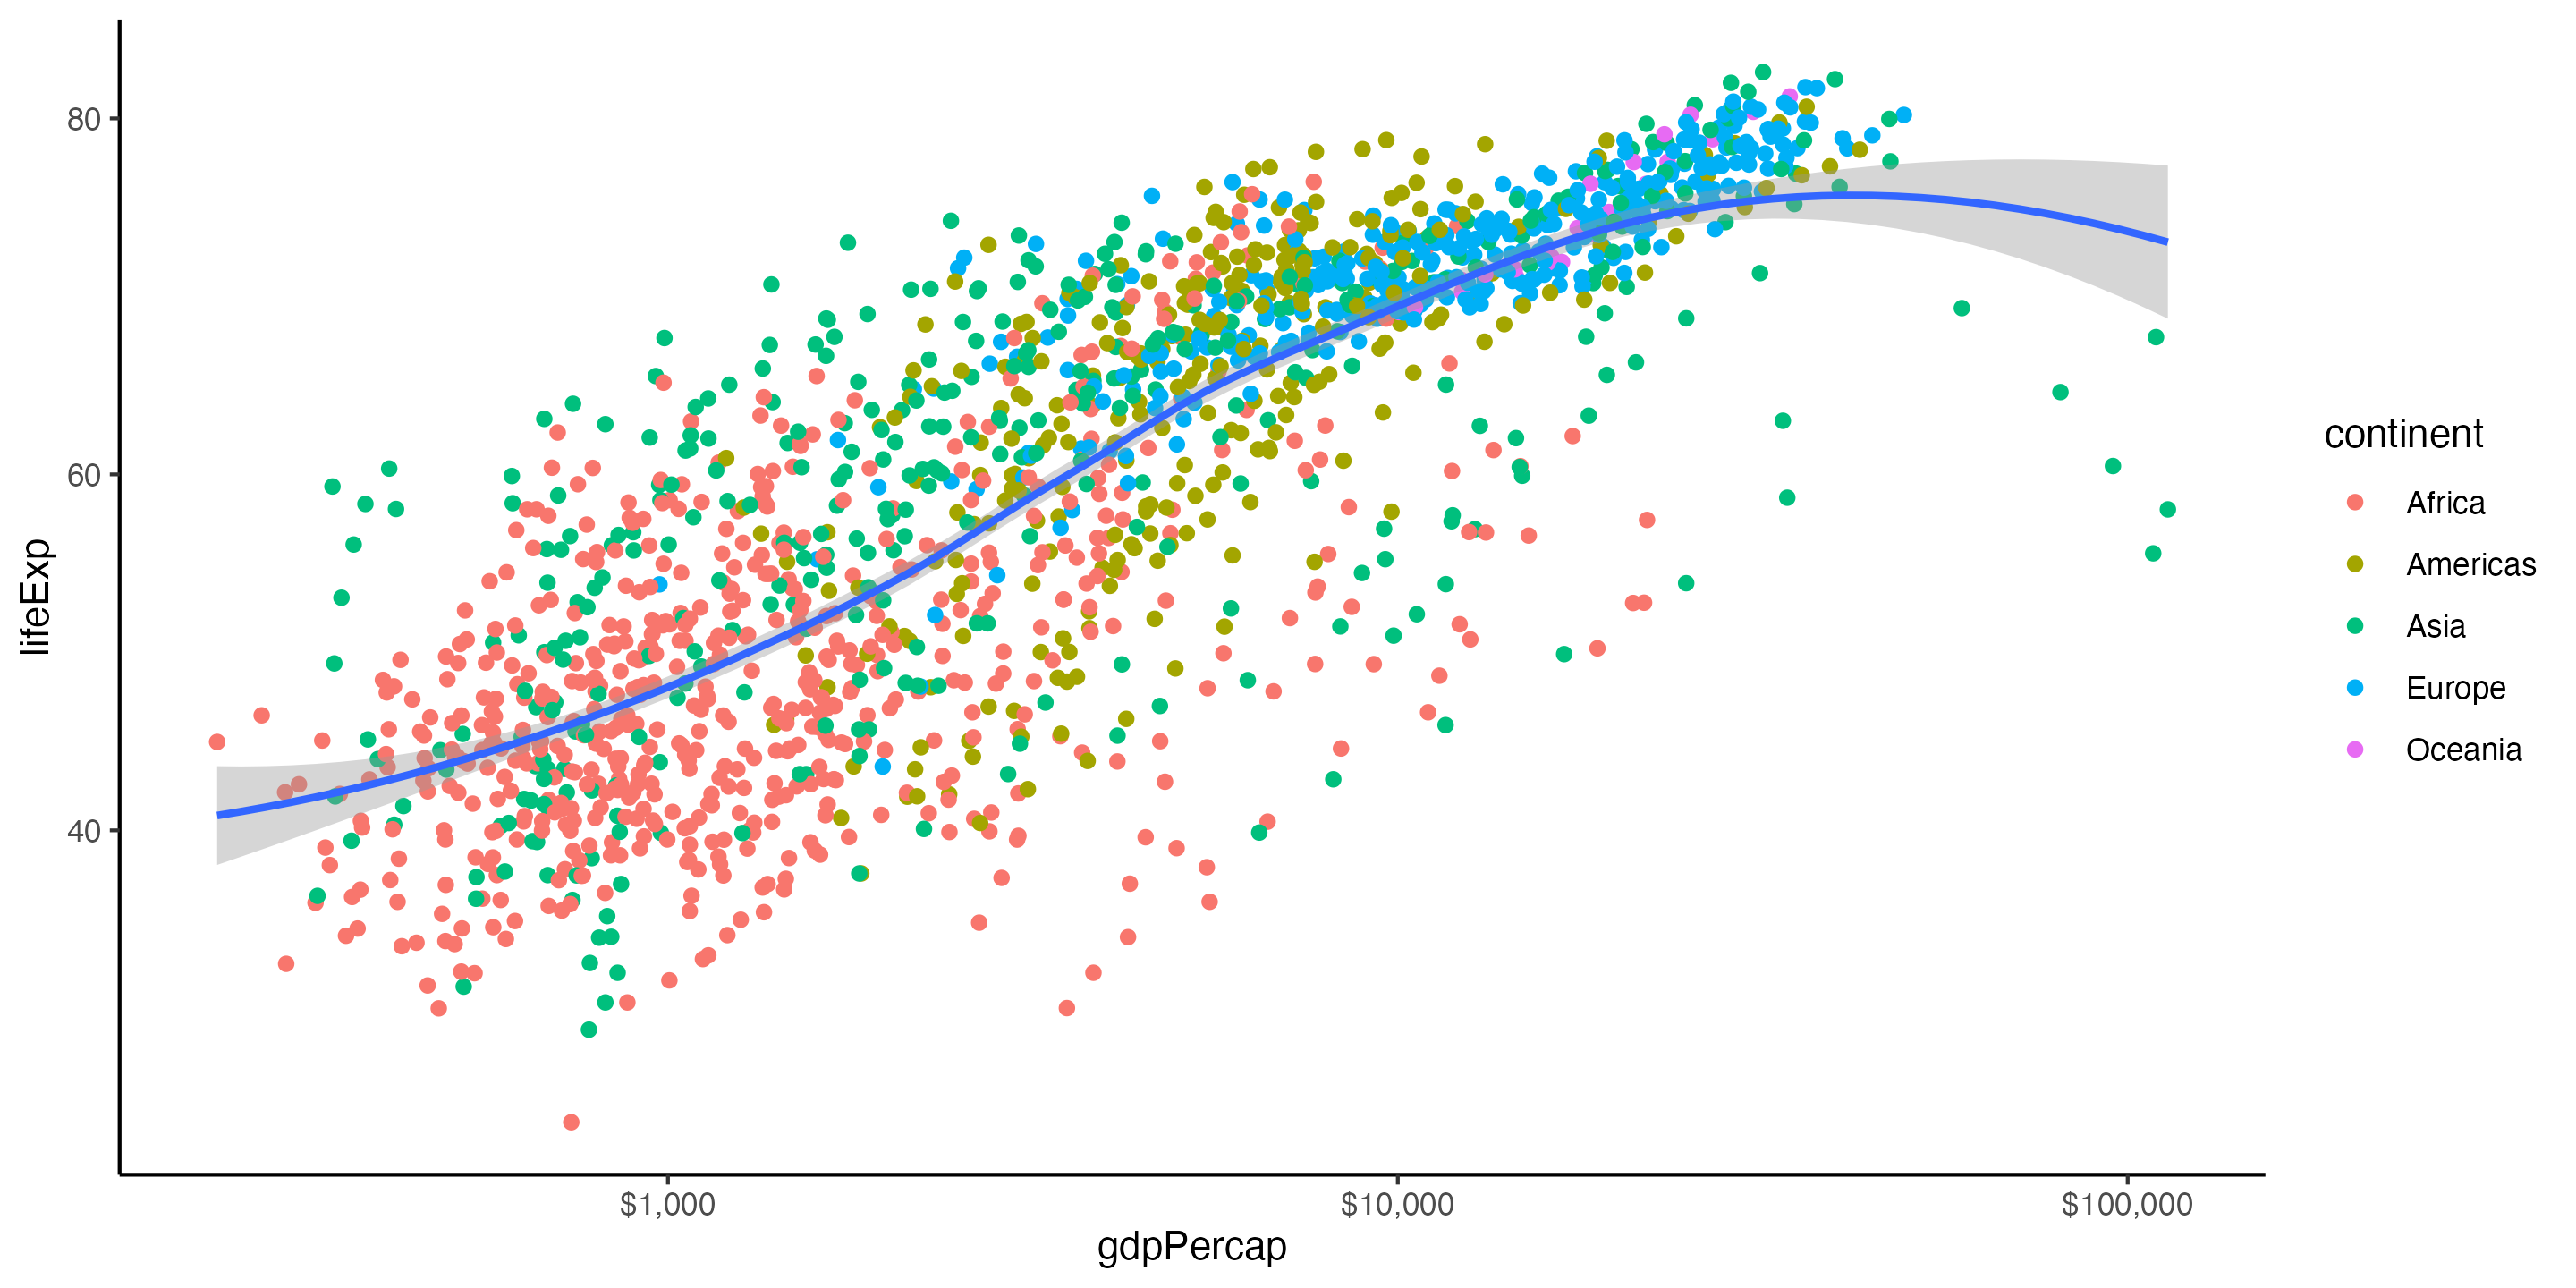 lifeExp
80
60
40
$1,000
$10,000
$100,000
gdpPercap
continent
Africa
Americas
Asia
Europe
Oceania